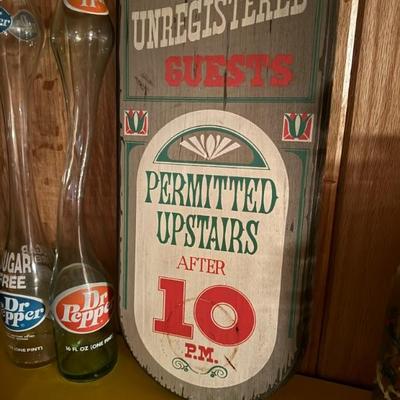 UNREGISTERED
GUESTS
PERMITTED
UPSTAIRS
AFTER
10
P.M.
SUGAR
FREE
Dr
Pepper
Dr
Pepper
16 FL OZ (ONE PINT)